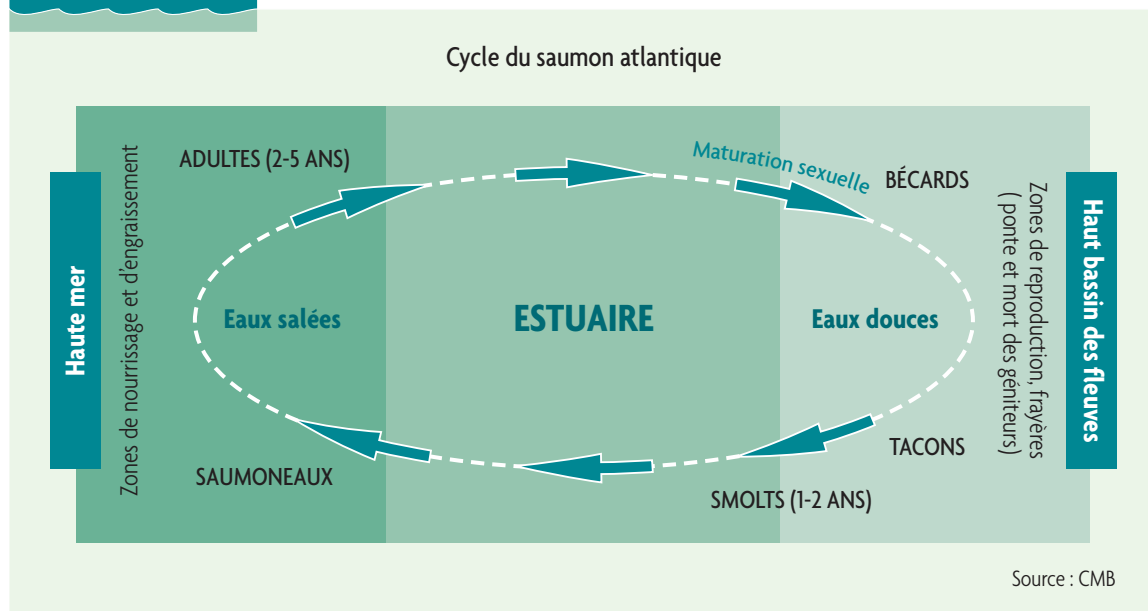 Cycle du saumon atlantique
ADULTES (2-5 ANS)
Maturation sexuelle
BÉCARDS
Haute mer
Zones de nourrissage et d'engraissement
Eaux salées
ESTUAIRE
Eaux douces
Zones de reproduction, frayères
( ponte et mort des géniteurs)
Haut bassin des fleuves
SAUMONEAUX
SMOLTS (1-2 ANS)
TACONS
Source : CMB